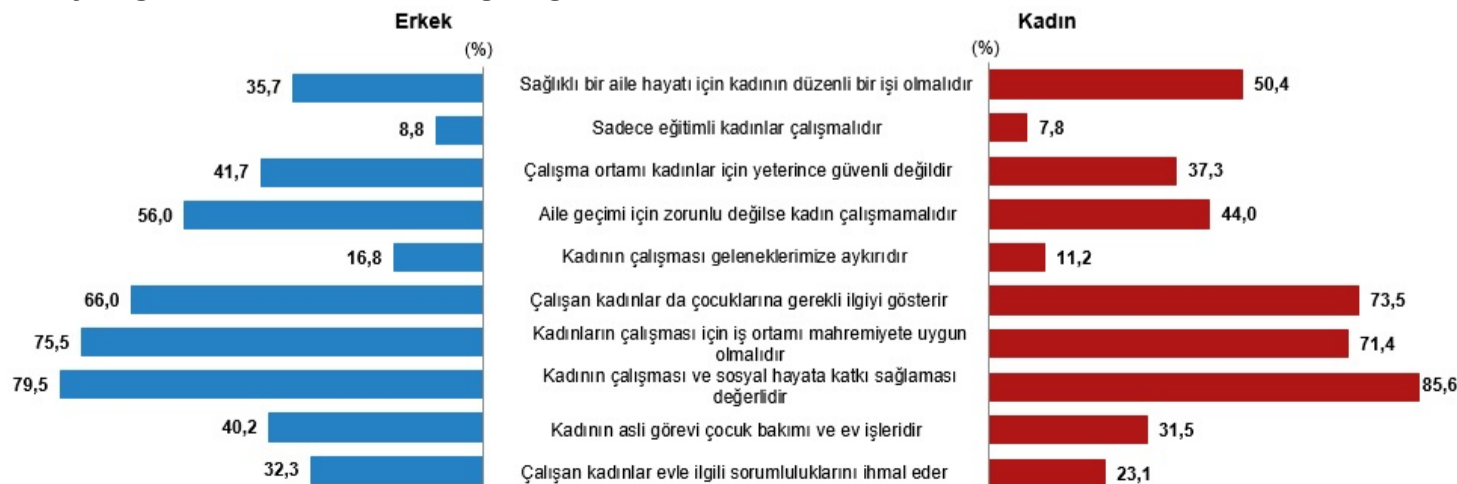 Erkek Kadın
(%) (%)
35,7 Sağlıklı bir aile hayatı için kadının düzenli bir işi olmalıdır 50,4
8,8 Sadece eğitimli kadınlar çalışmalıdır 7,8
41,7 Çalışma ortamı kadınlar için yeterince güvenli değildir 37,3
56,0 Aile geçimi için zorunlu değilse kadın çalışmamalıdır 44,0
16,8 Kadının çalışması geleneklerimize aykırıdır 11,2
66,0 Çalışan kadınlar da çocuklarına gerekli ilgiyi gösterir 73,5
75,5 Kadınların çalışması için iş ortamı mahremiyete uygun
olmalıdır 71,4
79,5 Kadının çalışması ve sosyal hayata katkı sağlaması
değerlidir 85,6
40,2 Kadının asli görevi çocuk bakımı ve ev işleridir 31,5
32,3 Çalışan kadınlar evle ilgili sorumluluklarını ihmal eder 23,1